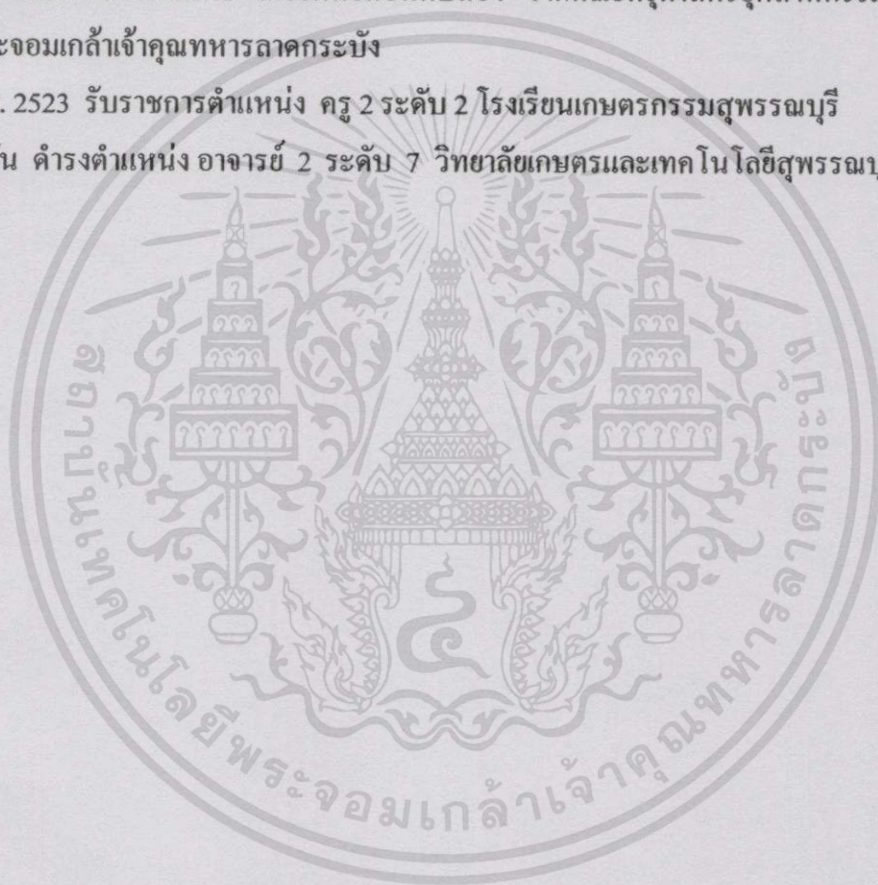 ะจอมเกล้าเจ้าคุณทหารลาดกระบัง
. 2523 รับราชการตำแหน่ง ครู 2 ระดับ 2 โรงเรียนเกษตรกรรมสุพรรณบุรี
ัน ดำรงตำแหน่ง อาจารย์ 2 ระดับ 7 วิทยาลัยเกษตรและเทคโนโลยีสุพรรณบุ
สถาบันเทคโนโลยีพระจอมเกล้าเจ้าคุณทหารลาดกระบัง
๔